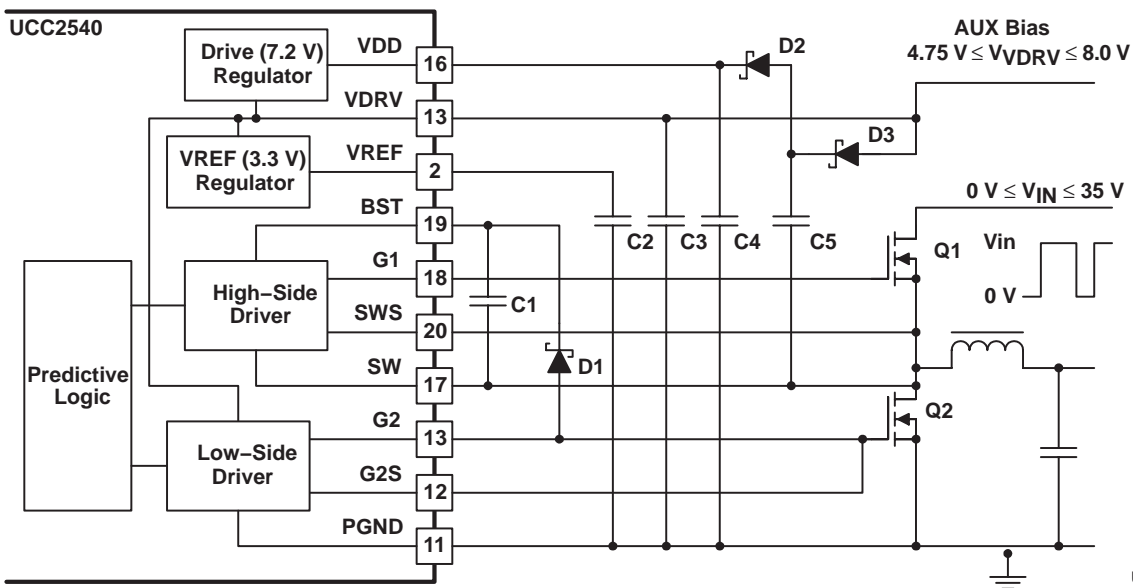 UCC2540
Drive (7.2 V)
Regulator
VDD
16
D2
AUX Bias
4.75 V ≤ VVDRV ≤ 8.0 V
VDRV
13
D3
VREF (3.3 V)
Regulator
VREF
2
0 V ≤ VIN ≤ 35 V
BST
19
C2
C3
C4
C5
Q1
Vin
0 V
G1
18
High−Side
Driver
C1
SWS
20
SW
17
D1
Predictive
Logic
G2
13
Q2
Low−Side
Driver
G2S
12
PGND
11